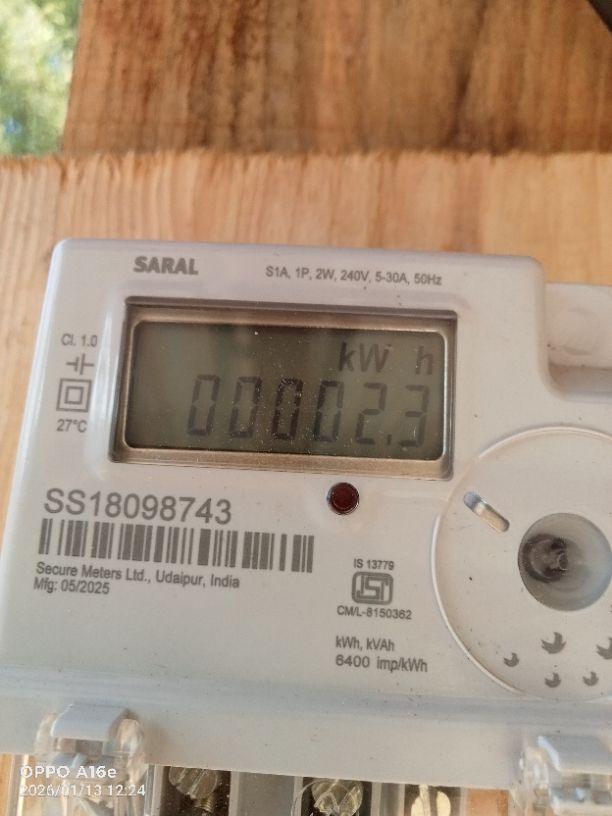 SARAL
S1A, 1P, 2W, 240V, 5-30A, 50Hz
Cl. 1.0
27°C
kW h
00002.3
SS18098743
Secure Meters Ltd., Udaipur, India
Mfg: 05/2025
IS 13779
ISI
CM/L-8150362
kWh, kVAh
6400 imp/kWh
OPPO A16e
2026/01/13 12:24